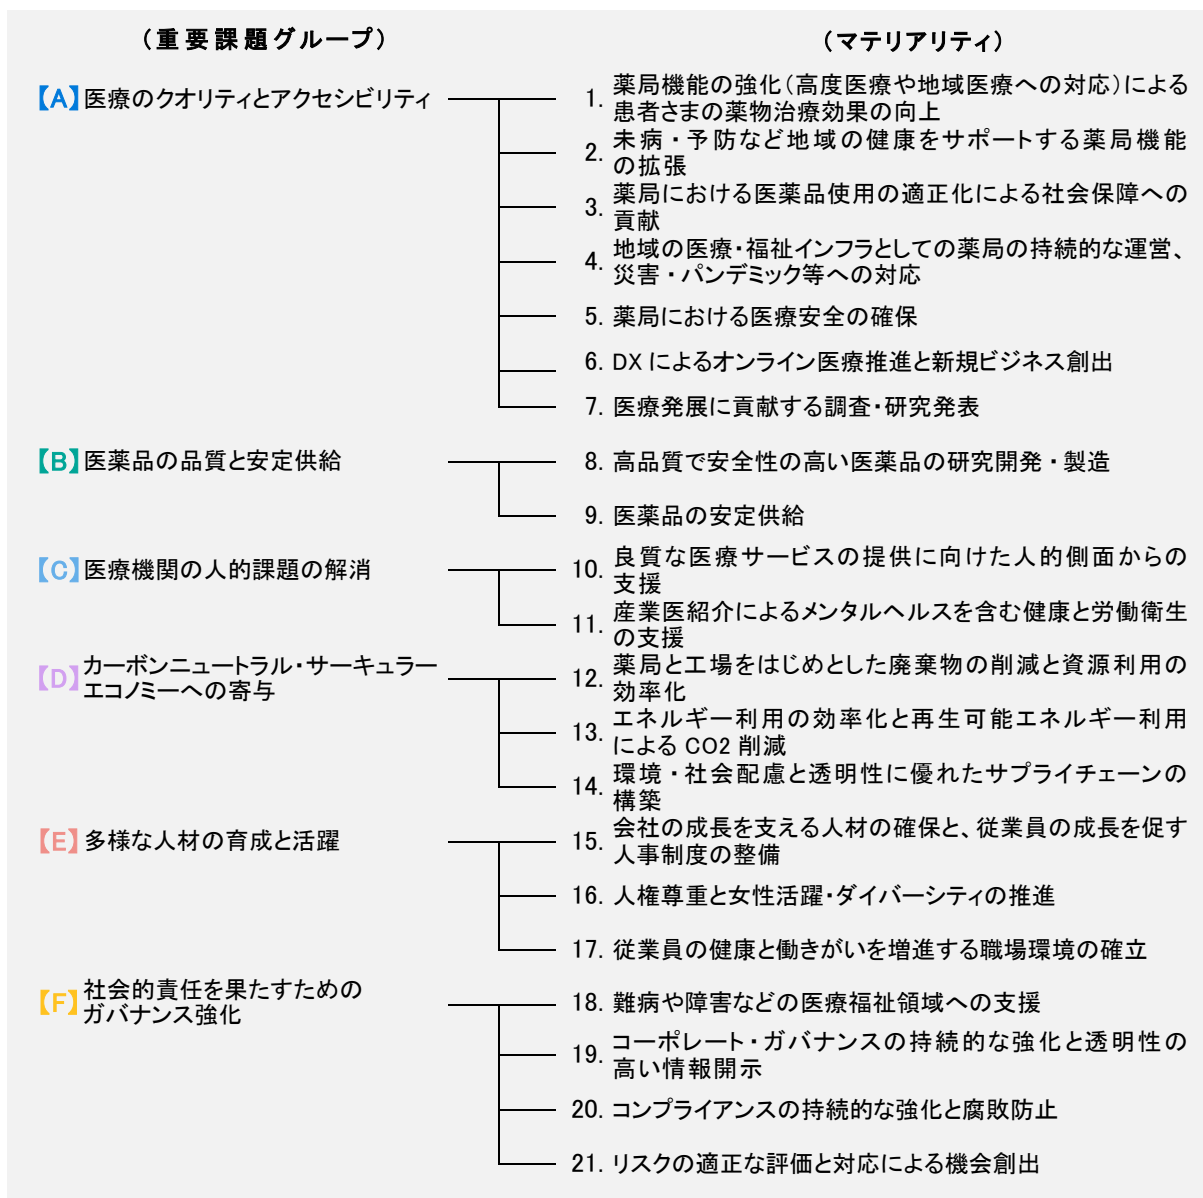 （重要課題グループ）
（マテリアリティ）
【A】医療のクオリティとアクセシビリティ
1. 薬局機能の強化（高度医療や地域医療への対応）による
患者さまの薬物治療効果の向上
2. 未病・予防など地域の健康をサポートする薬局機能
の拡張
3. 薬局における医薬品使用の適正化による社会保障への
貢献
4. 地域の医療・福祉インフラとしての薬局の持続的な運営、
災害・パンデミック等への対応
5. 薬局における医療安全の確保
6. DX によるオンライン医療推進と新規ビジネス創出
7. 医療発展に貢献する調査・研究発表
【B】医薬品の品質と安定供給
8. 高品質で安全性の高い医薬品の研究開発・製造
9. 医薬品の安定供給
【C】医療機関の人的課題の解消
10. 良質な医療サービスの提供に向けた人的側面からの
支援
11. 産業医紹介によるメンタルヘルスを含む健康と労働衛生
の支援
【D】カーボンニュートラル・サーキュラー
エコノミーへの寄与
12. 薬局と工場をはじめとした廃棄物の削減と資源利用の
効率化
13. エネルギー利用の効率化と再生可能エネルギー利用
による CO2 削減
14. 環境・社会配慮と透明性に優れたサプライチェーンの
構築
【E】多様な人材の育成と活躍
15. 会社の成長を支える人材の確保と、従業員の成長を促す
人事制度の整備
16. 人権尊重と女性活躍・ダイバーシティの推進
17. 従業員の健康と働きがいを増進する職場環境の確立
【F】社会的責任を果たすための
ガバナンス強化
18. 難病や障害などの医療福祉領域への支援
19. コーポレート・ガバナンスの持続的な強化と透明性の
高い情報開示
20. コンプライアンスの持続的な強化と腐敗防止
21. リスクの適正な評価と対応による機会創出